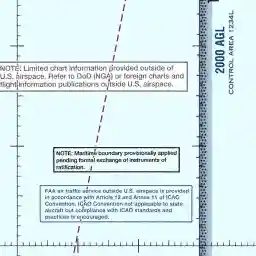 NOTE: Limited chart information provided outside of
U.S. airspace. Refer to DoD (NGA) or foreign charts and
flight information publications outside U.S. airspace.
2000 AGL
CONTROL AREA 1234L
NOTE: Maritime boundary provisionally applied
pending formal exchange of instruments of
ratification.
FAA air traffic service outside U.S. airspace is provided
in accordance with Article 12 and Annex 11 of ICAO
Convention. ICAO Convention not applicable to state
aircraft but compliance with ICAO standards and
practices is encouraged.